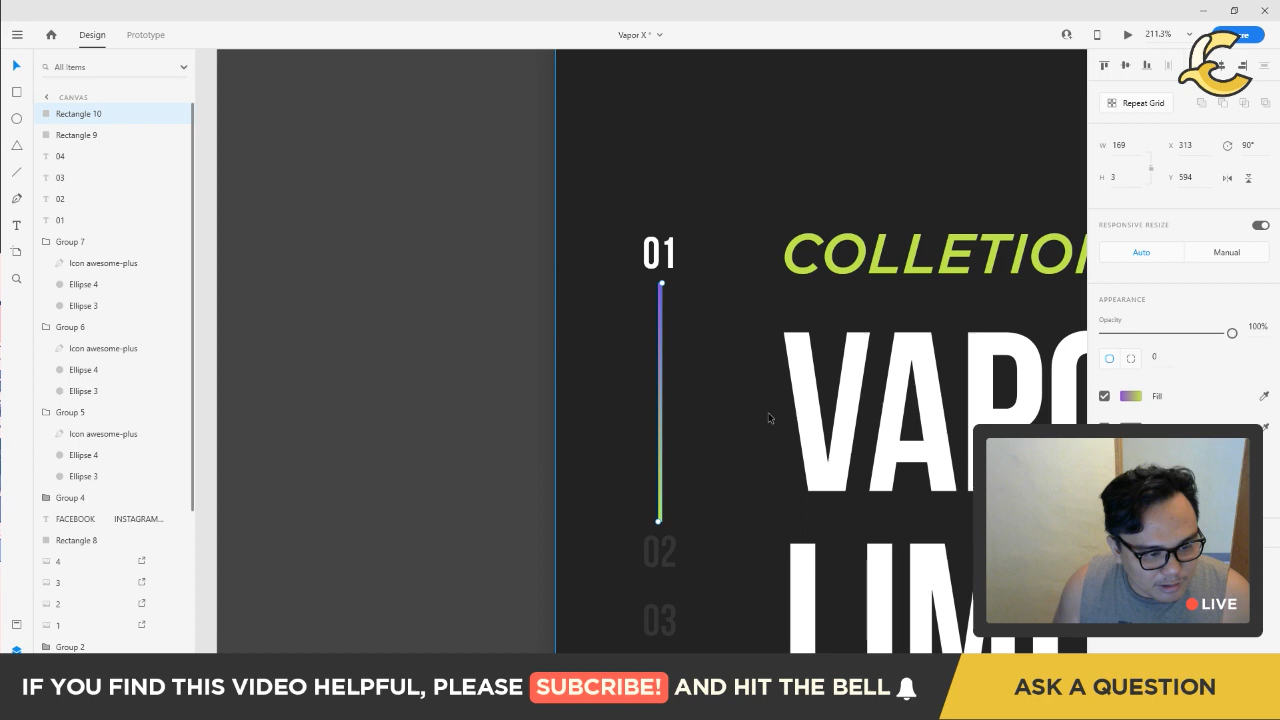 Design
Prototype
Vapor X *
211.3%
All Items
CANVAS
Rectangle 10
Rectangle 9
04
03
02
01
Group 7
Icon awesome-plus
Ellipse 4
Ellipse 3
Group 6
Icon awesome-plus
Ellipse 4
Ellipse 3
Group 5
Icon awesome-plus
Ellipse 4
Ellipse 3
Group 4
FACEBOOK INSTAGRAM...
Rectangle 8
4
3
2
1
Group 2
01
02
03
COLLETION
VAPO
LIM
Repeat Grid
W 169 X 313 90°
H 3 Y 594
RESPONSIVE RESIZE
Auto Manual
APPEARANCE
Opacity
100%
0
Fill
LIVE
IF YOU FIND THIS VIDEO HELPFUL, PLEASE SUBCRIBE! AND HIT THE BELL
ASK A QUESTION